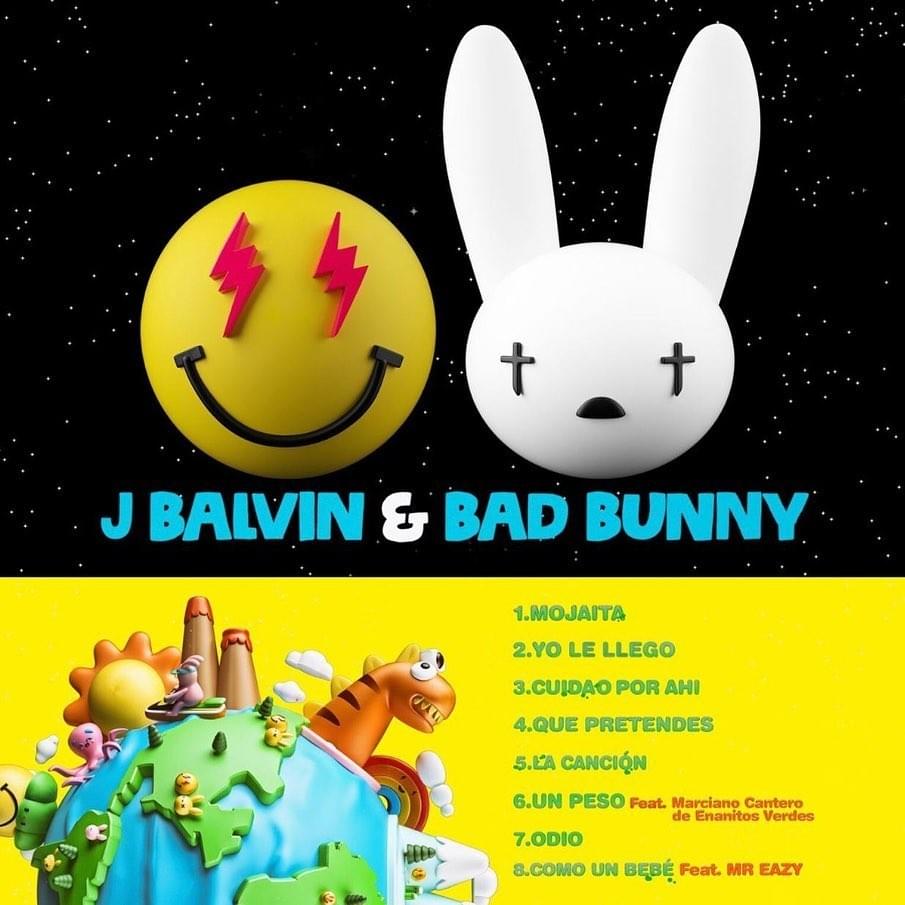 J BALVIN & BAD BUNNY
1.MOJAITA
2.YO LE LLEGO
3.CUIDAO POR AHI
4.QUE PRETENDES
5.LA CANCIÓN
6.UN PESO Feat. Marciano Cantero
de Enanitos Verdes
7.ODIO
8.COMO UN BEBÉ Feat. MR EAZY